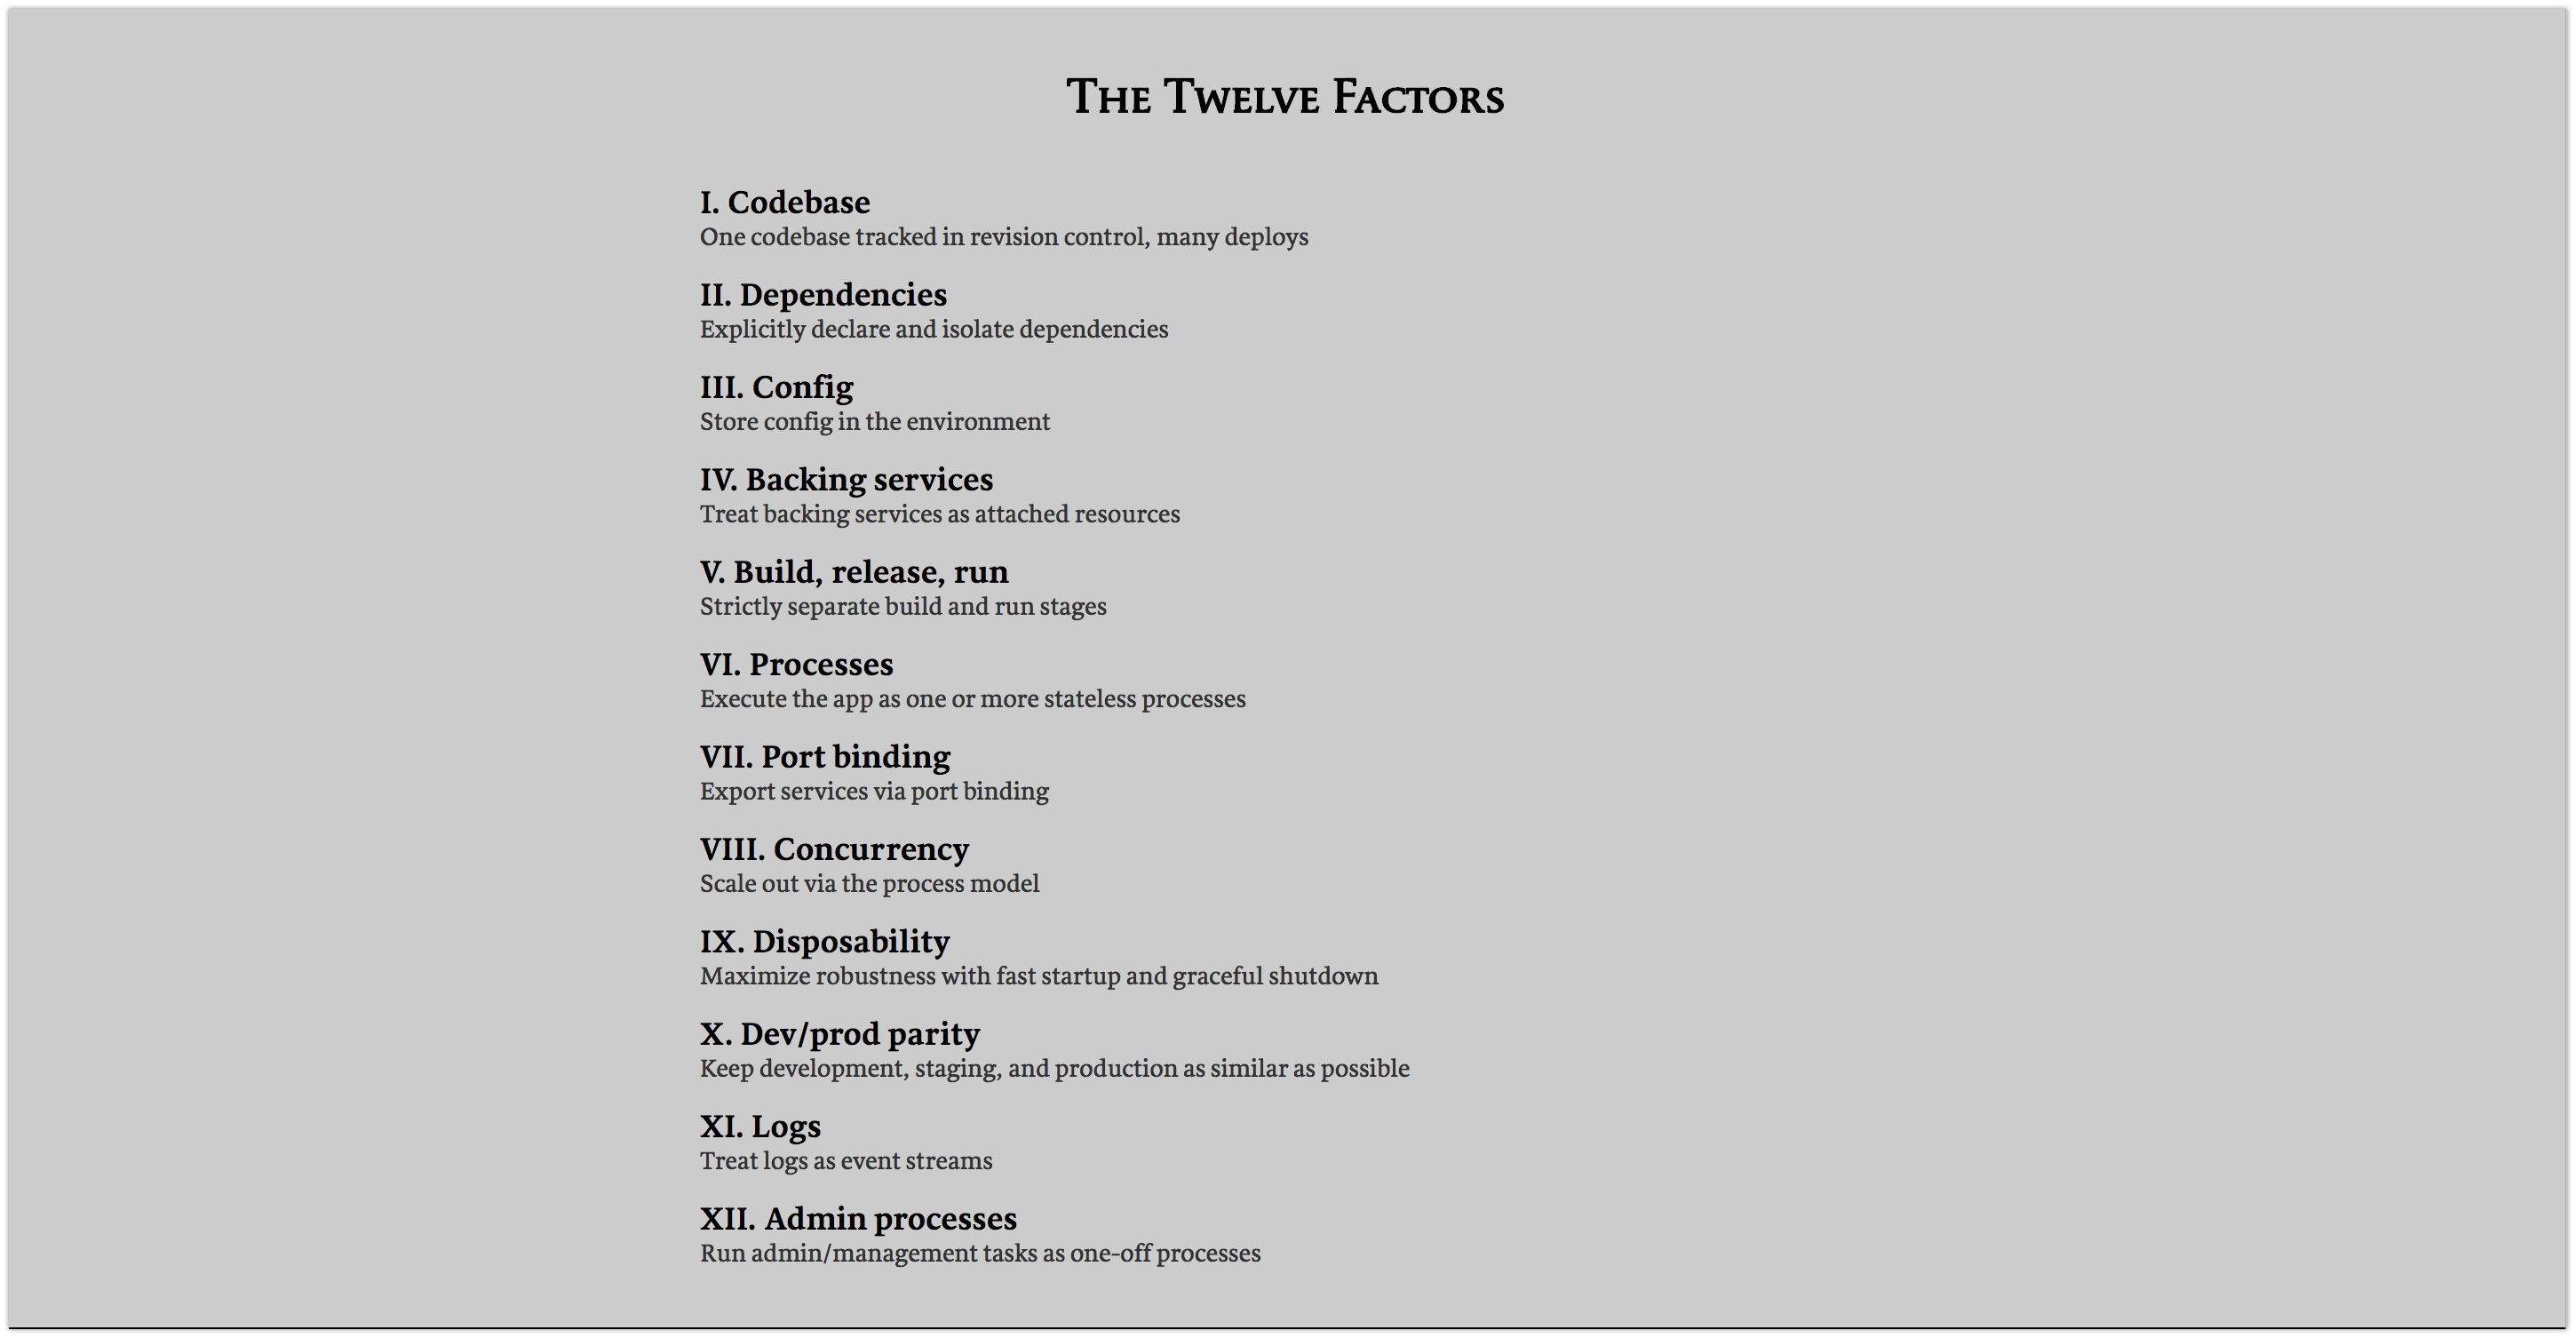 The Twelve Factors
I. Codebase
One codebase tracked in revision control, many deploys
II. Dependencies
Explicitly declare and isolate dependencies
III. Config
Store config in the environment
IV. Backing services
Treat backing services as attached resources
V. Build, release, run
Strictly separate build and run stages
VI. Processes
Execute the app as one or more stateless processes
VII. Port binding
Export services via port binding
VIII. Concurrency
Scale out via the process model
IX. Disposability
Maximize robustness with fast startup and graceful shutdown
X. Dev/prod parity
Keep development, staging, and production as similar as possible
XI. Logs
Treat logs as event streams
XII. Admin processes
Run admin/management tasks as one-off processes